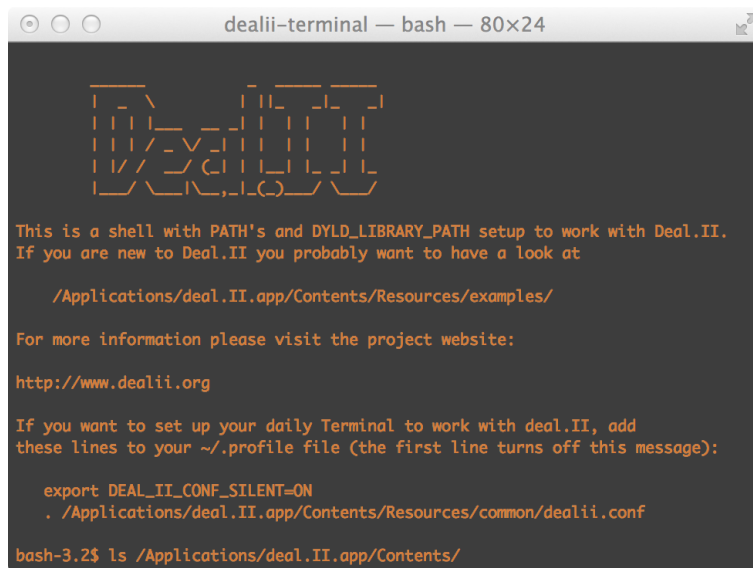 dealii-terminal — bash — 80×24
Deal.II
This is a shell with PATH's and DYLD_LIBRARY_PATH setup to work with Deal.II.
If you are new to Deal.II you probably want to have a look at
/Applications/deal.II.app/Contents/Resources/examples/
For more information please visit the project website:
http://www.dealii.org
If you want to set up your daily Terminal to work with deal.II, add
these lines to your ~/.profile file (the first line turns off this message):
export DEAL_II_CONF_SILENT=ON
. /Applications/deal.II.app/Contents/Resources/common/dealii.conf
bash-3.2$ ls /Applications/deal.II.app/Contents/